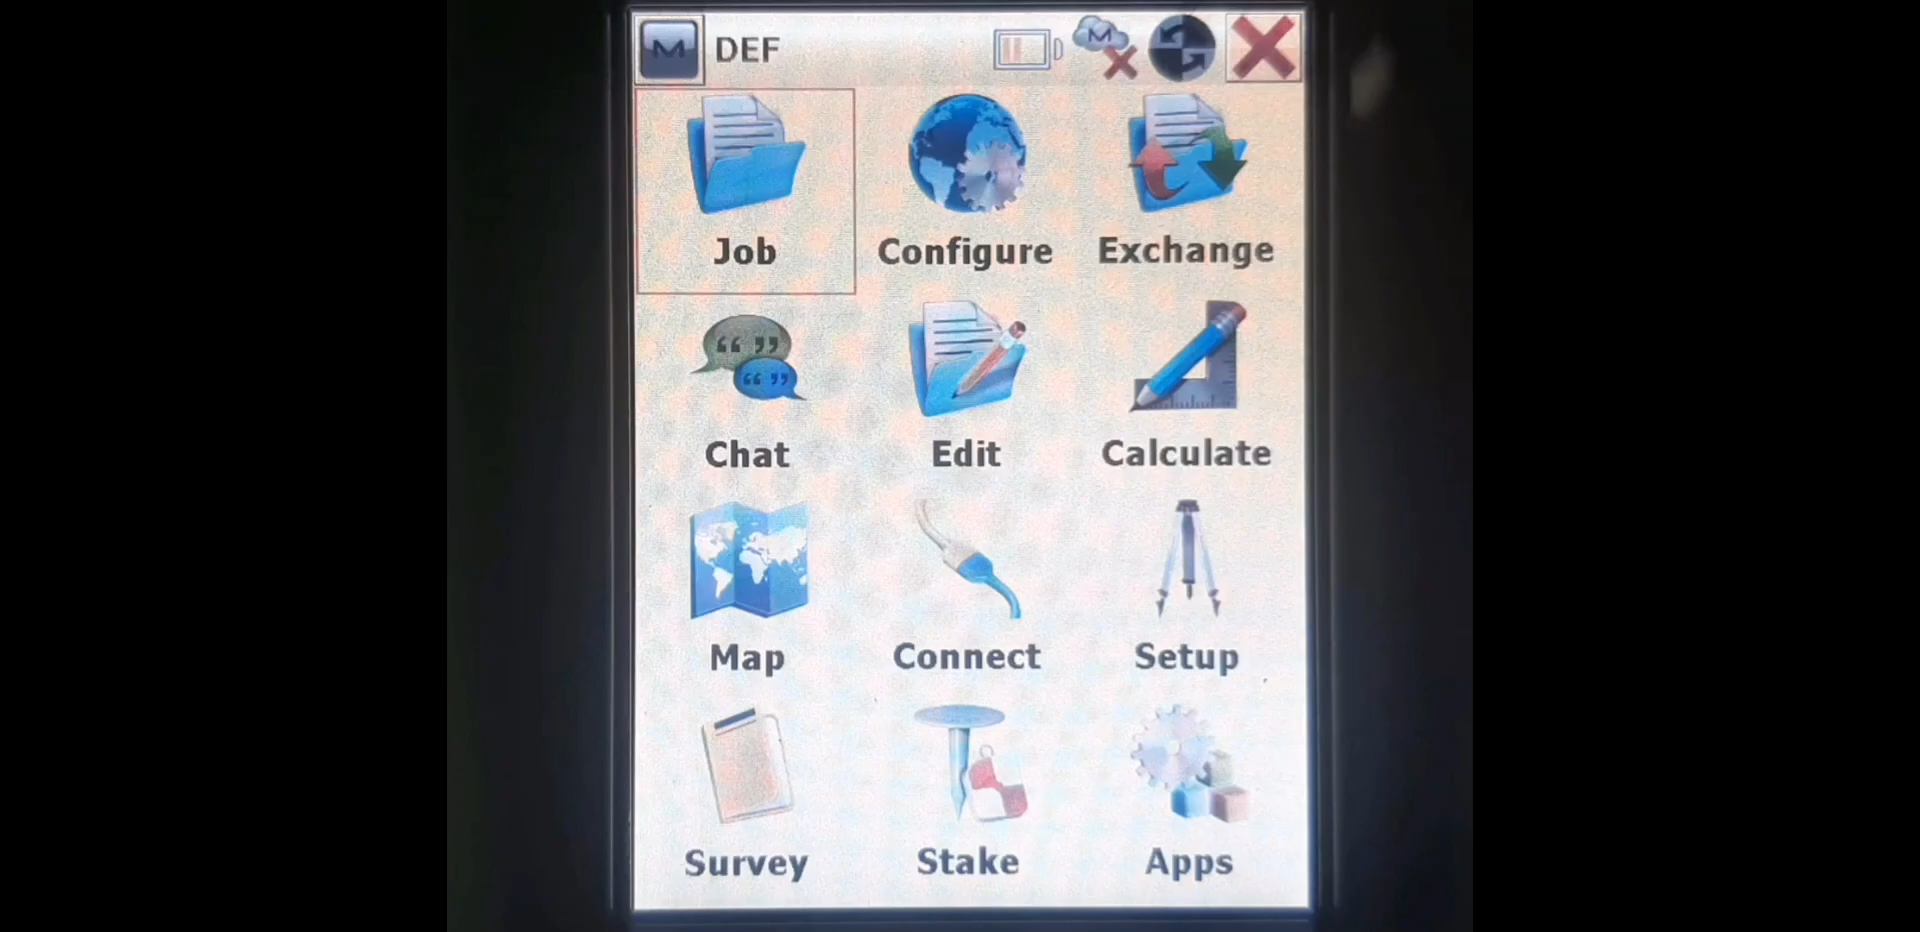 M DEF M
Job Configure Exchange
“ ” “ ”
Chat Edit Calculate
Map Connect Setup
Survey Stake Apps